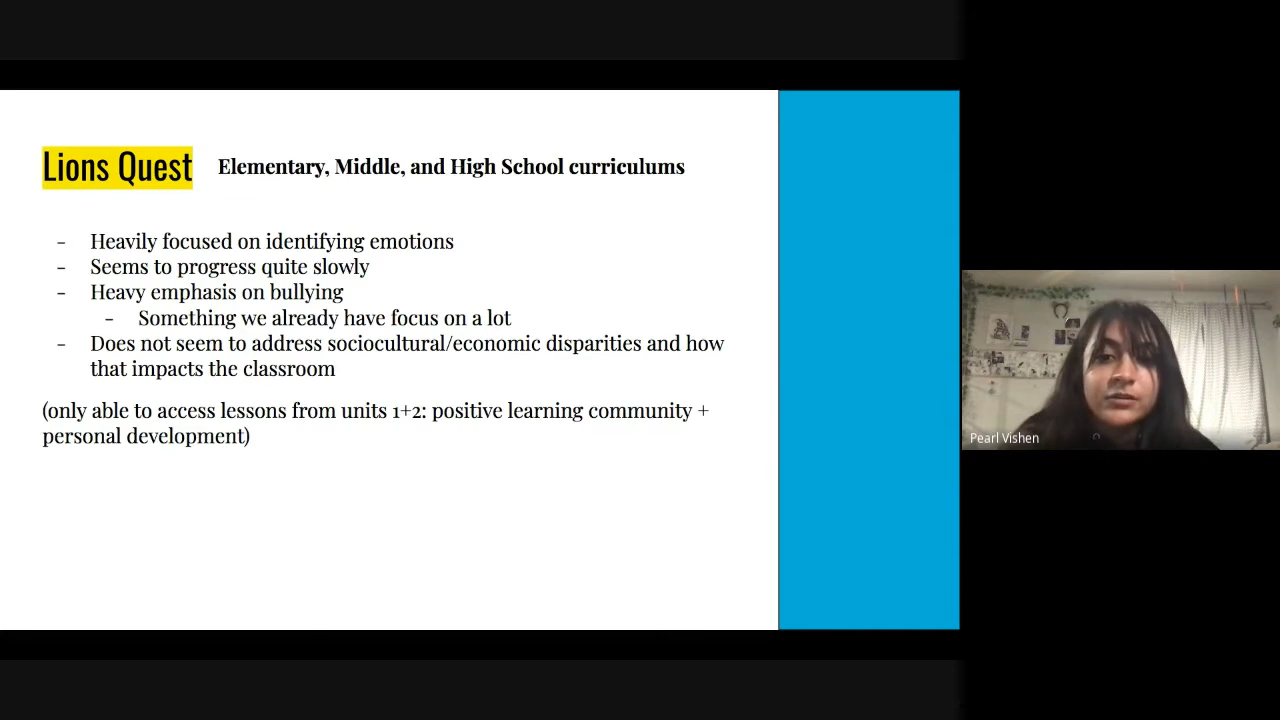 Lions Quest Elementary, Middle, and High School curriculums
- Heavily focused on identifying emotions
- Seems to progress quite slowly
- Heavy emphasis on bullying
- Something we already have focus on a lot
- Does not seem to address sociocultural/economic disparities and how
that impacts the classroom
(only able to access lessons from units 1+2: positive learning community +
personal development)
Pearl Vishen